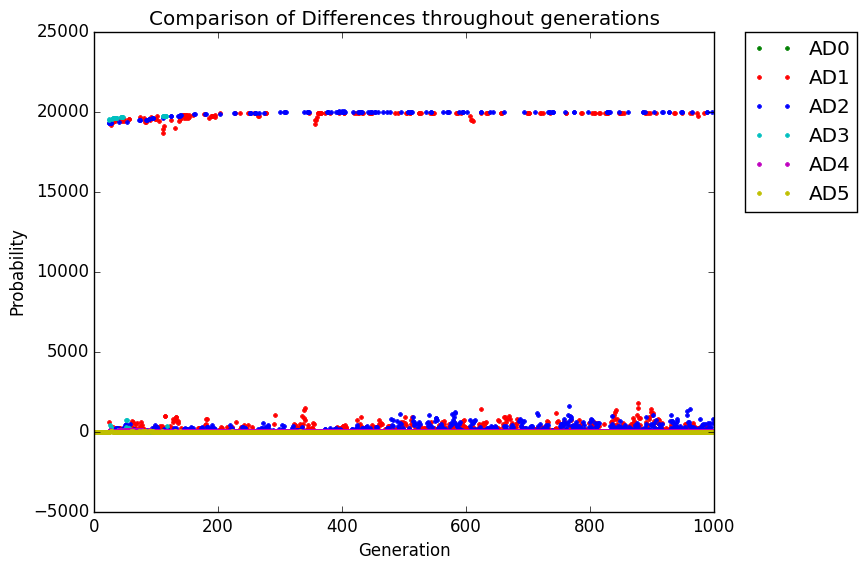 Comparison of Differences throughout generations
25000
20000
15000
10000
5000
0
−5000
Probability
0 200 400 600 800 1000
Generation
AD0
AD1
AD2
AD3
AD4
AD5